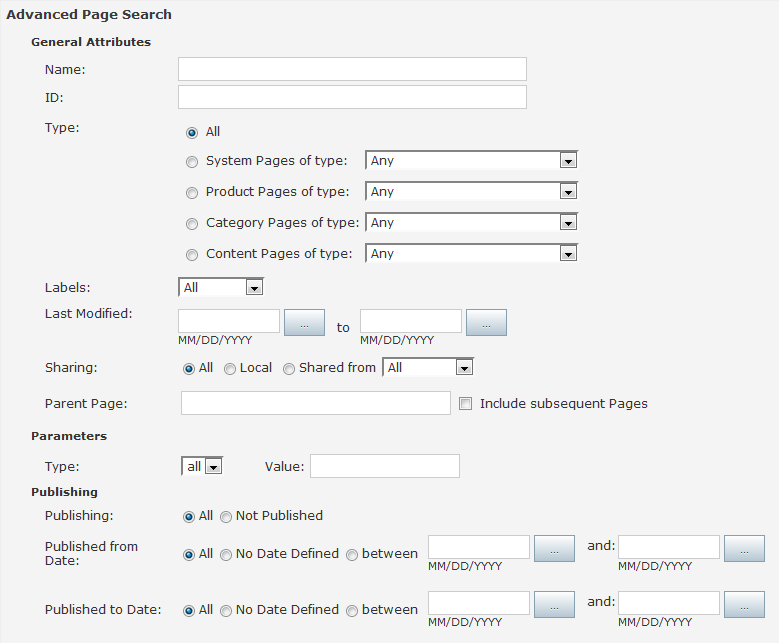 Advanced Page Search
General Attributes
Name:
ID:
Type: All
System Pages of type: Any
Product Pages of type: Any
Category Pages of type: Any
Content Pages of type: Any
Labels: All
Last Modified: ... to ...
MM/DD/YYYY MM/DD/YYYY
Sharing: All Local Shared from All
Parent Page: Include subsequent Pages
Parameters
Type: all Value:
Publishing
Publishing: All Not Published
Published from
Date: All No Date Defined between ... and: ...
MM/DD/YYYY MM/DD/YYYY
Published to Date: All No Date Defined between ... and: ...
MM/DD/YYYY MM/DD/YYYY